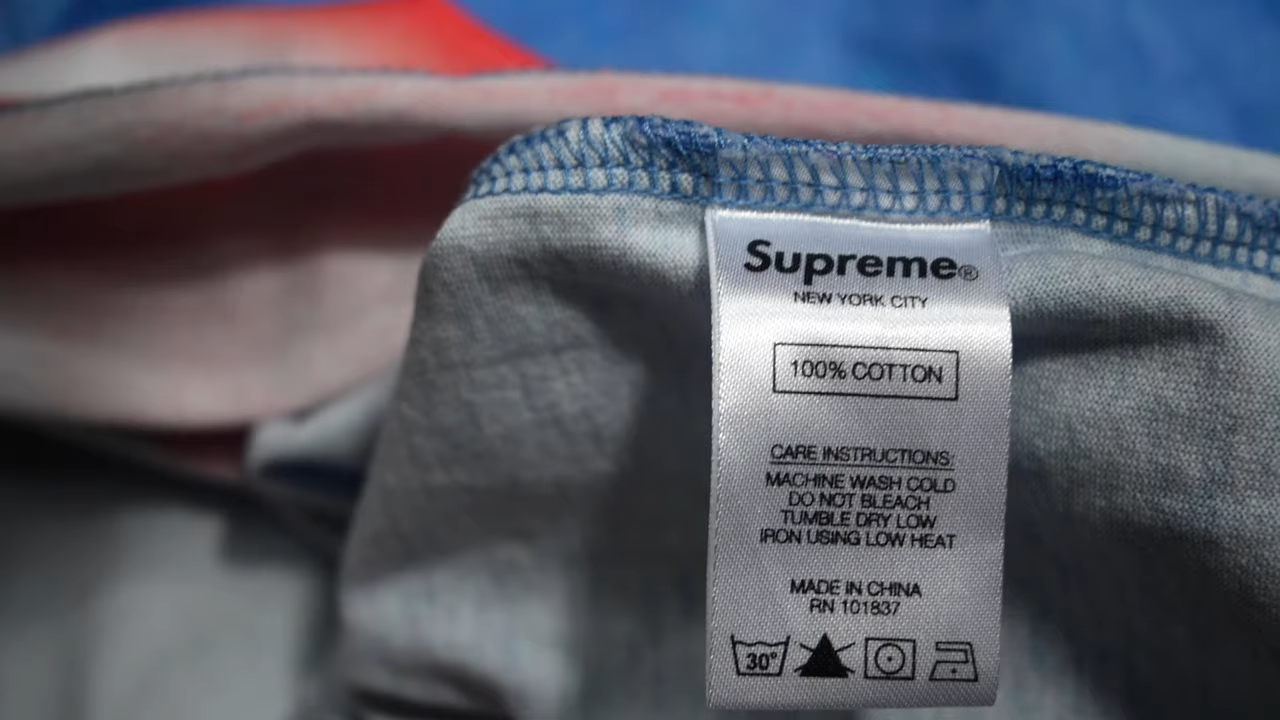 Supreme®
NEW YORK CITY
100% COTTON
CARE INSTRUCTIONS:
MACHINE WASH COLD
DO NOT BLEACH
TUMBLE DRY LOW
IRON USING LOW HEAT
MADE IN CHINA
RN 101837
30°